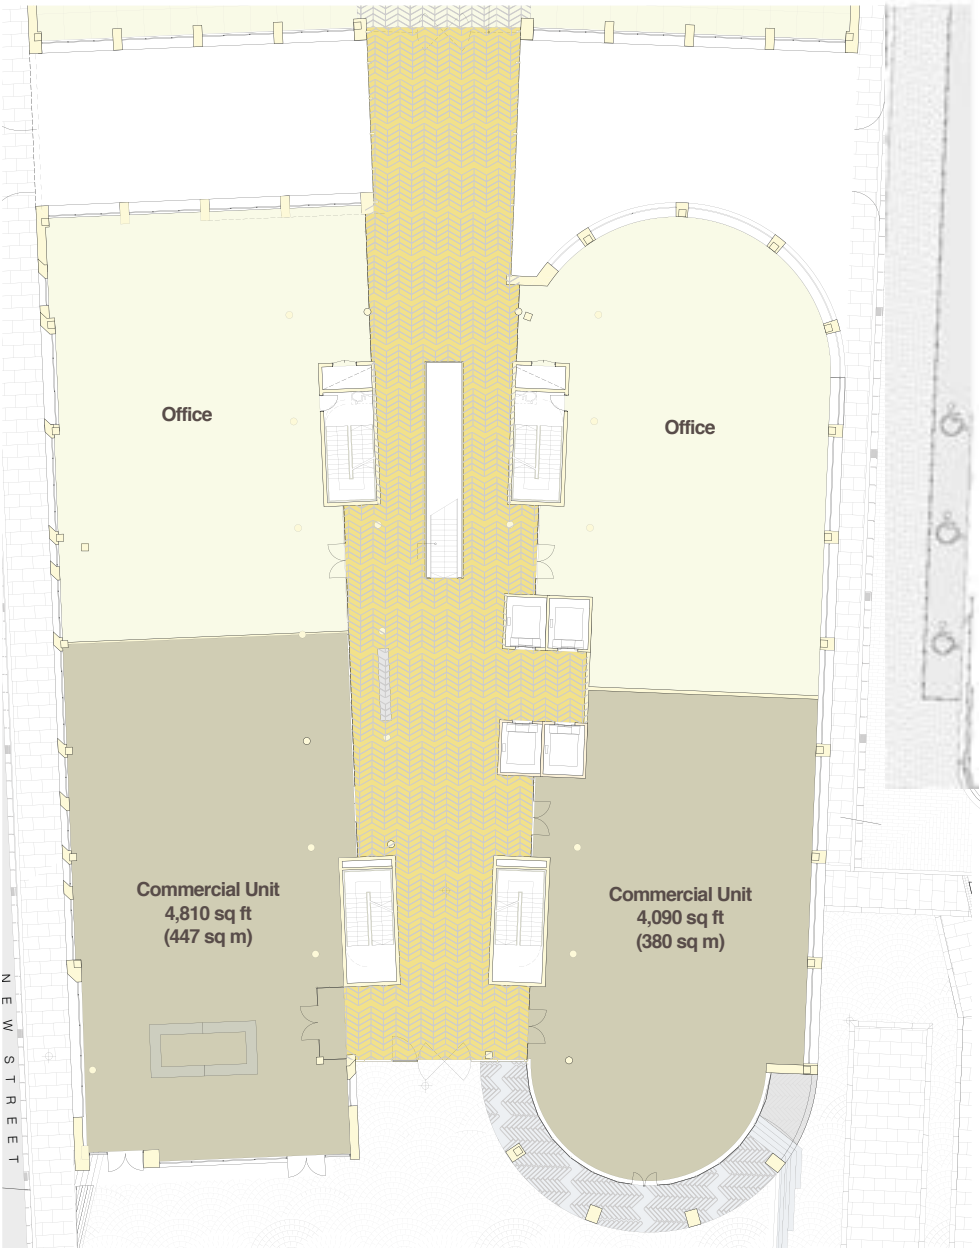 Office
Office
Commercial Unit
4,810 sq ft
(447 sq m)
Commercial Unit
4,090 sq ft
(380 sq m)
NEW STREET